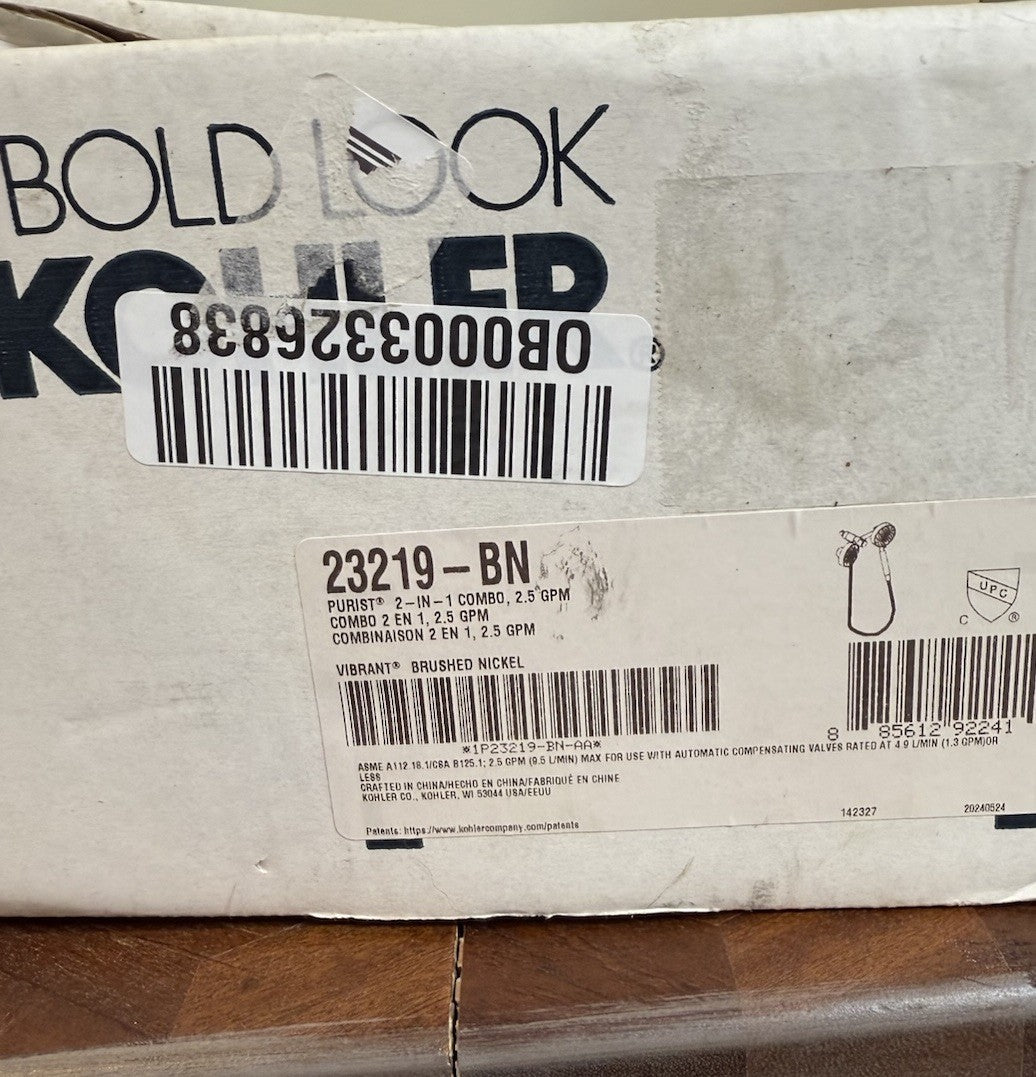 BOLD LOOK
KOHLER®
OB0003326838
23219-BN
PURIST® 2-IN-1 COMBO, 2.5 GPM
COMBO 2 EN 1, 2.5 GPM
COMBINAISON 2 EN 1, 2.5 GPM
VIBRANT® BRUSHED NICKEL
*1P23219-BN-AA*
UPC
C ®
8 85612 92241
ASME A112.18.1/CSA B125.1; 2.5 GPM (9.5 L/MIN) MAX FOR USE WITH AUTOMATIC COMPENSATING VALVES RATED AT 4.9 L/MIN (1.3 GPM)OR
LESS
CRAFTED IN CHINA/HECHO EN CHINA/FABRIQUÉ EN CHINE
KOHLER CO., KOHLER, WI 53044 USA/EEUU
142327
20240524
Patents: https://www.kohlercompany.com/patents